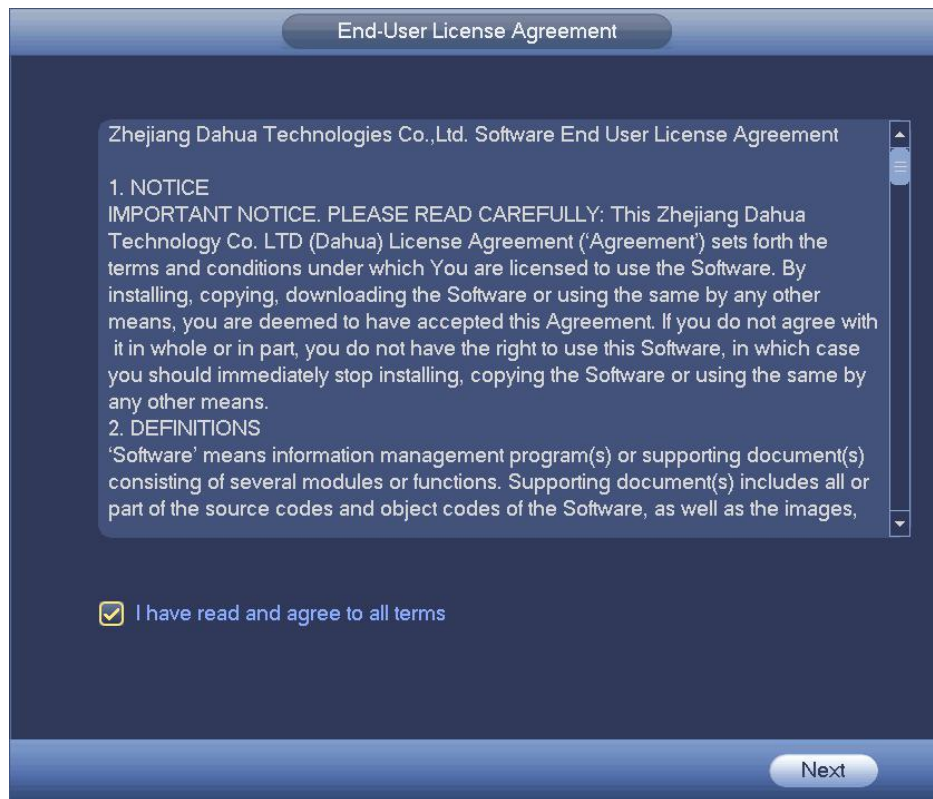 End-User License Agreement
Zhejiang Dahua Technologies Co.,Ltd. Software End User License Agreement
1. NOTICE
IMPORTANT NOTICE. PLEASE READ CAREFULLY: This Zhejiang Dahua
Technology Co. LTD (Dahua) License Agreement (‘Agreement’) sets forth the
terms and conditions under which You are licensed to use the Software. By
installing, copying, downloading the Software or using the same by any other
means, you are deemed to have accepted this Agreement. If you do not agree with
it in whole or in part, you do not have the right to use this Software, in which case
you should immediately stop installing, copying the Software or using the same by
any other means.
2. DEFINITIONS
‘Software’ means information management program(s) or supporting document(s)
consisting of several modules or functions. Supporting document(s) includes all or
part of the source codes and object codes of the Software, as well as the images,
I have read and agree to all terms
Next